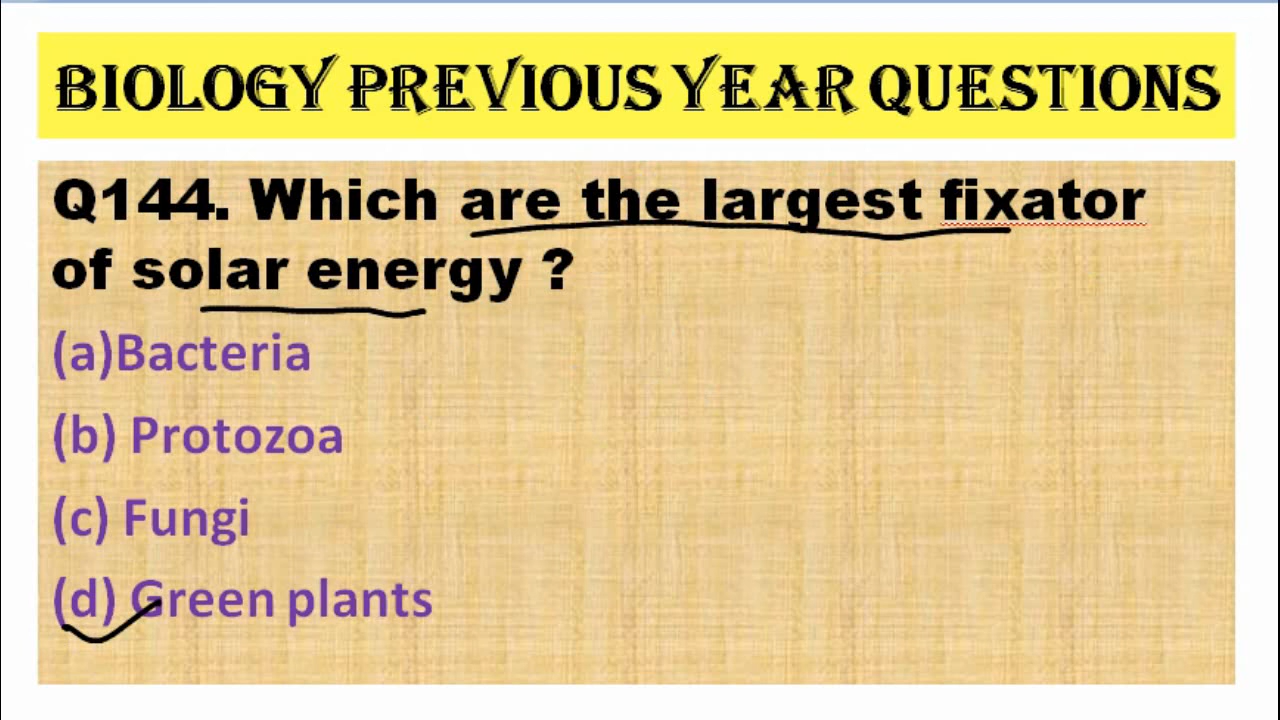 BIOLOGY PREVIOUS YEAR QUESTIONS
Q144. Which are the largest fixator
of solar energy ?
(a)Bacteria
(b) Protozoa
(c) Fungi
(d) Green plants